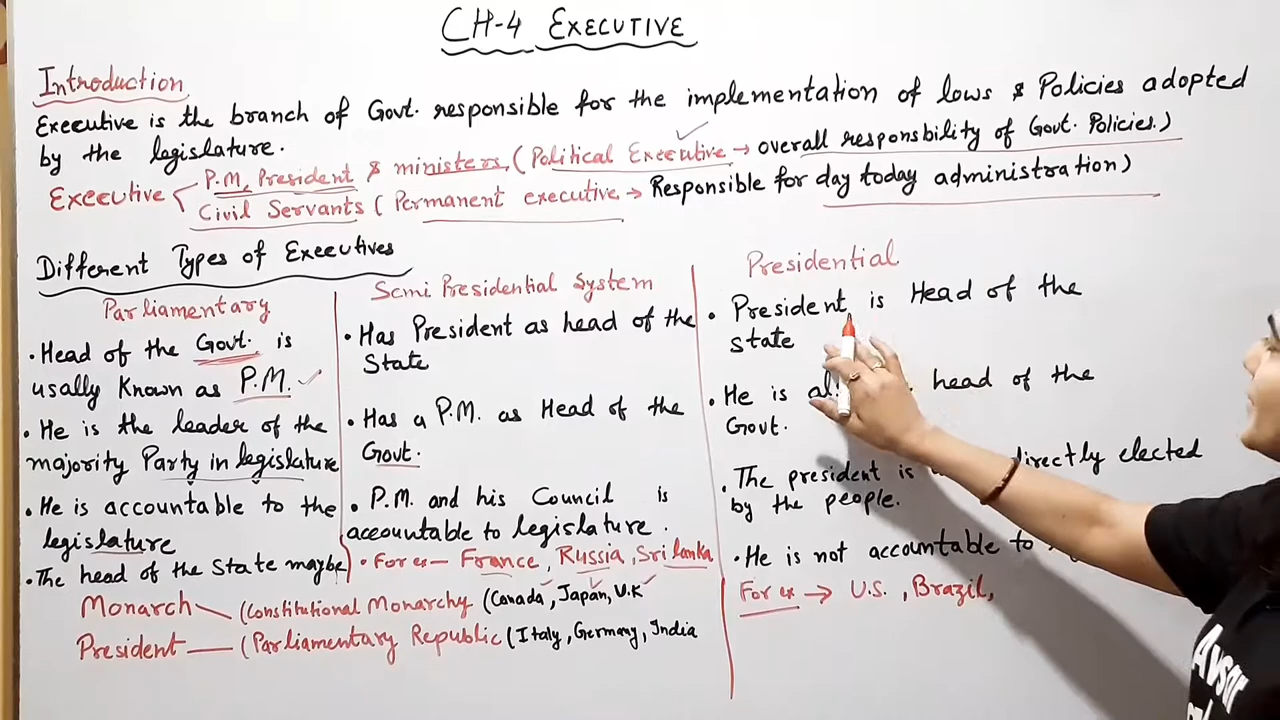 CH-4 EXECUTIVE
Introduction
Executive is the branch of Govt. responsible for the implementation of lows & Policies adopted
by the legislature.
Executive < P.M, President & ministers, (Political Executive → overall responsbility of Govt. Policies.)
Civil Servants (Permanent executive → Responsible for day today administration)
Different Types of Executives
Parliamentary
• Head of the Govt. is
usally Known as P.M. ✓
• He is the leader of the
majority Party in legislature
• He is accountable to the
legislature
• The head of the State maybe
Monarch — (Constitutional Monarchy (Canada, Japan, U.K
President — (Parliamentary Republic (Italy, Germany, India
Semi Presidential System
• Has President as head of the
State
• Has a P.M. as Head of the
Govt.
• P.M. and his Council is
accountable to legislature.
• For ex — France, Russia, Sri lanka
Presidential
• President is Head of the
State
• He is head of the
Govt.
• The president is directly elected
by the people.
• He is not accountable to
For ex → U.S., Brazil,
Avsar